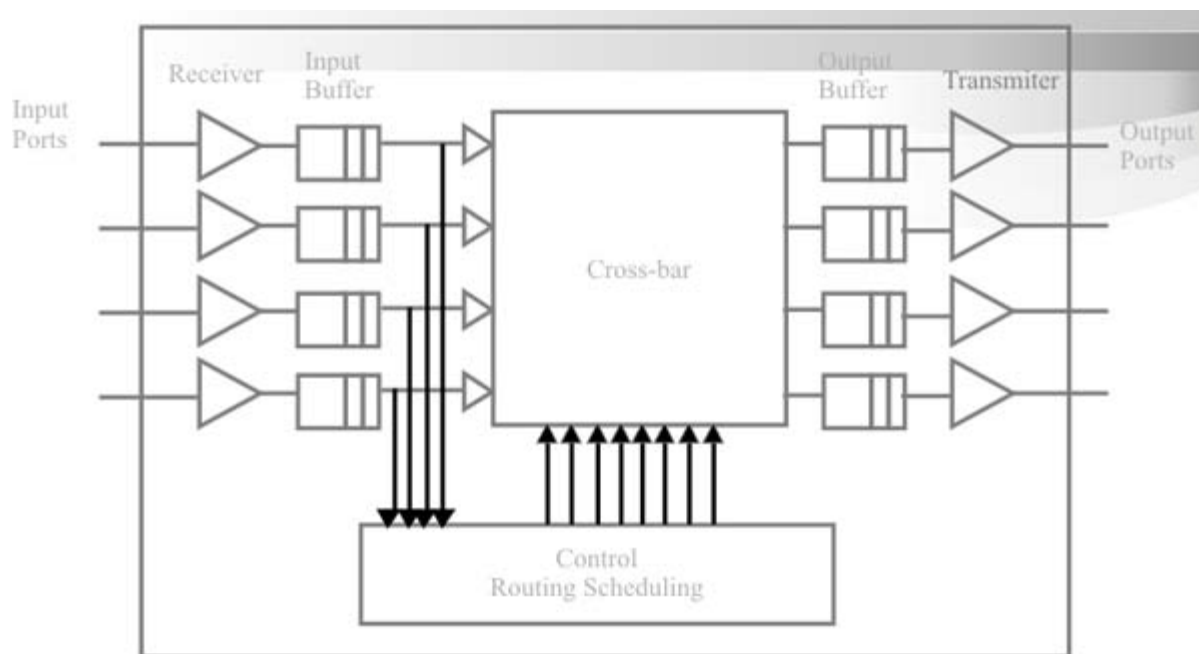 Input
Ports
Receiver
Input
Buffer
Cross-bar
Output
Buffer
Transmiter
Output
Ports
Control
Routing Scheduling